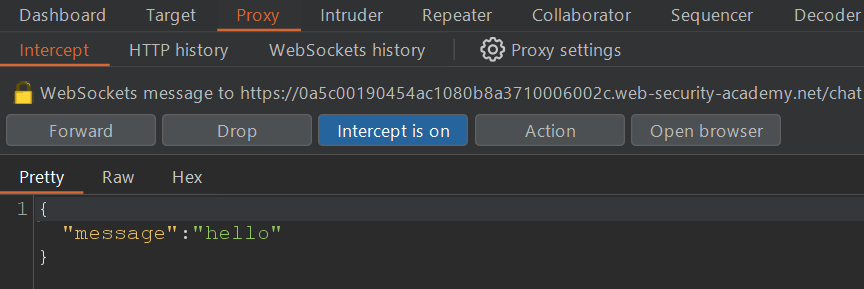 Dashboard Target Proxy Intruder Repeater Collaborator Sequencer Decoder
Intercept HTTP history WebSockets history Proxy settings
WebSockets message to https://0a5c00190454ac1080b8a3710006002c.web-security-academy.net/chat
Forward Drop Intercept is on Action Open browser
Pretty Raw Hex
1 {
"message":"hello"
}